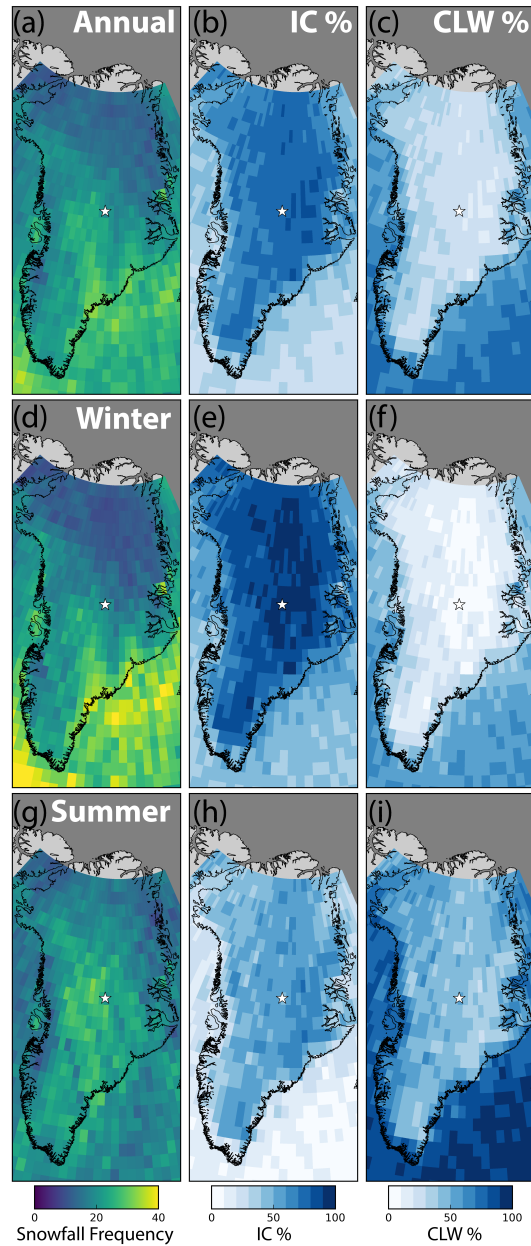 (a) Annual (b) IC % (c) CLW %
(d) Winter (e) (f)
(g) Summer (h) (i)
0 20 40 0 50 100 0 50 100
Snowfall Frequency IC % CLW %